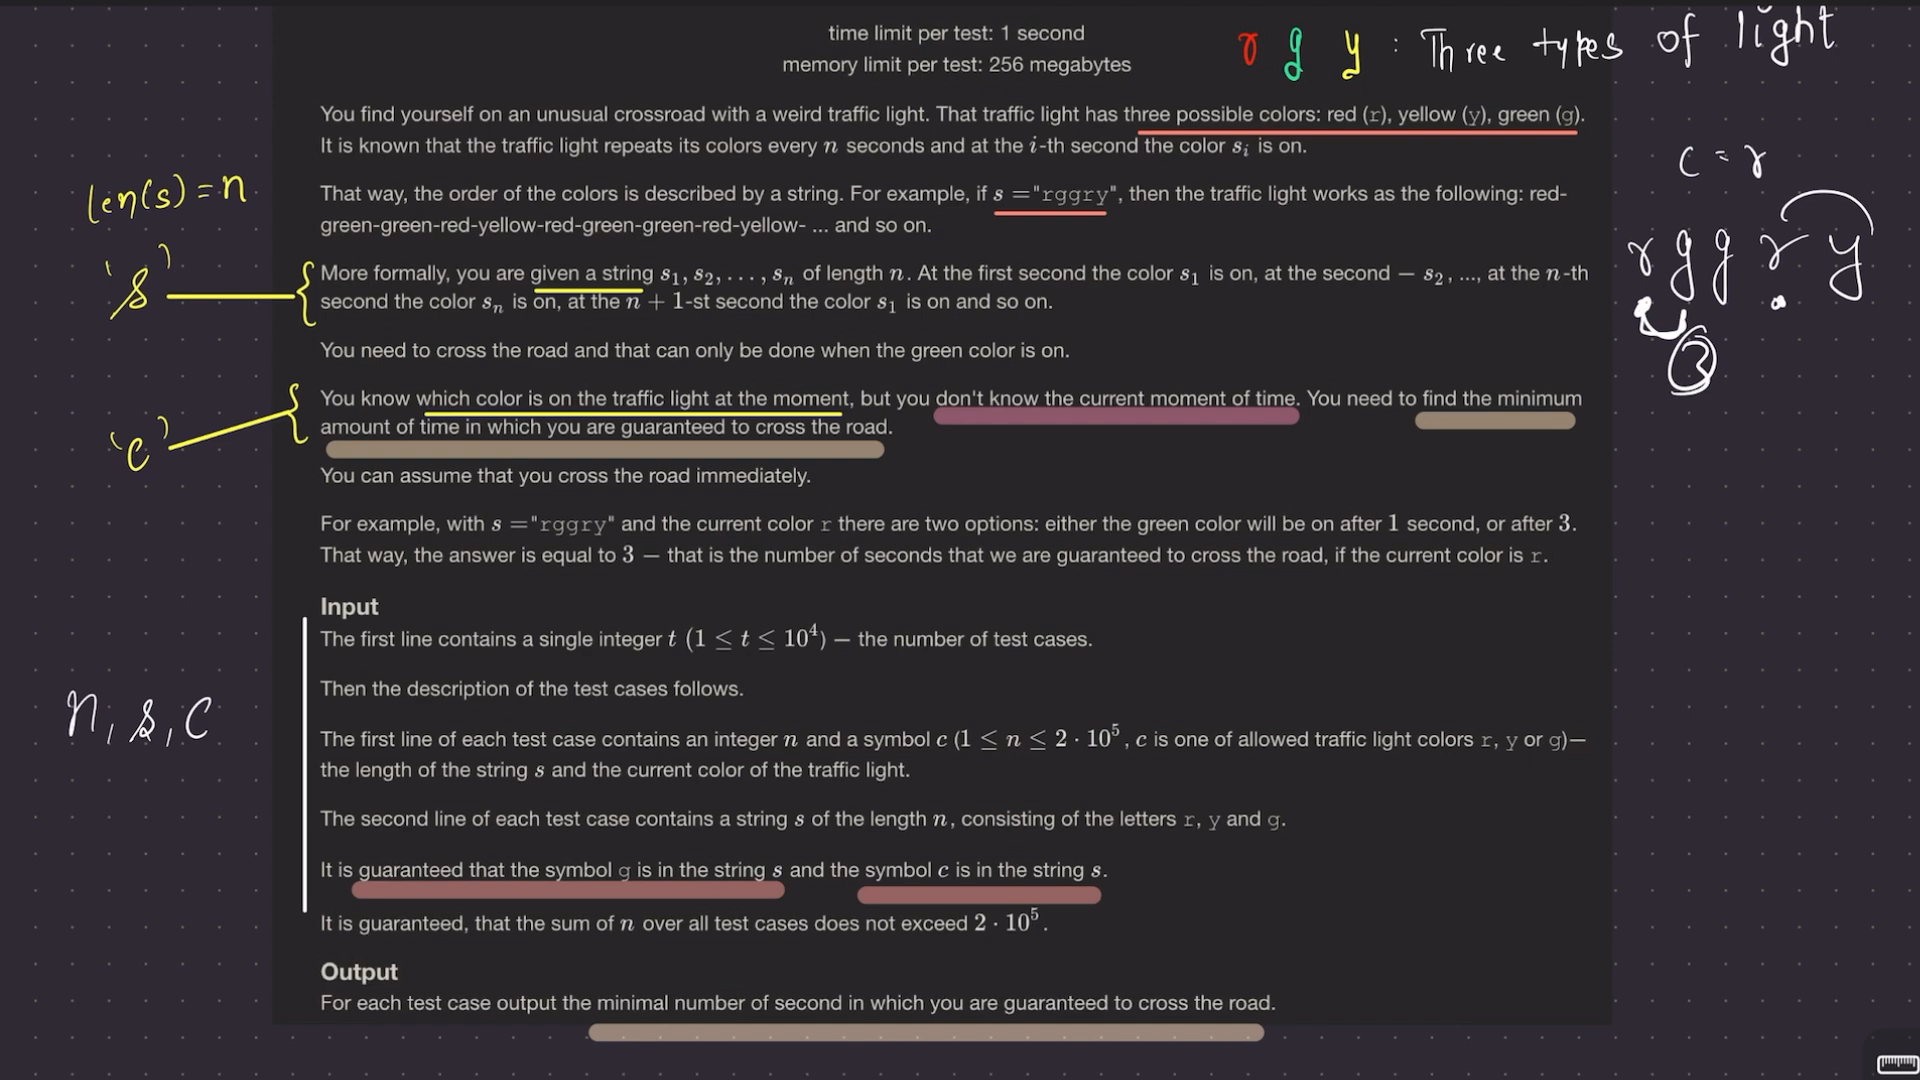 time limit per test: 1 second
memory limit per test: 256 megabytes
r g y : Three types of light
You find yourself on an unusual crossroad with a weird traffic light. That traffic light has three possible colors: red (r), yellow (y), green (g).
It is known that the traffic light repeats its colors every n seconds and at the i-th second the color sᵢ is on.
c = r
len(s) = n
That way, the order of the colors is described by a string. For example, if s ="rggry", then the traffic light works as the following: red-
green-green-red-yellow-red-green-green-red-yellow- ... and so on.
r g g r y
's'
More formally, you are given a string s₁, s₂, . . . , sₙ of length n. At the first second the color s₁ is on, at the second — s₂, ..., at the n-th
second the color sₙ is on, at the n + 1-st second the color s₁ is on and so on.
3
You need to cross the road and that can only be done when the green color is on.
'c'
You know which color is on the traffic light at the moment, but you don't know the current moment of time. You need to find the minimum
amount of time in which you are guaranteed to cross the road.
You can assume that you cross the road immediately.
For example, with s ="rggry" and the current color r there are two options: either the green color will be on after 1 second, or after 3.
That way, the answer is equal to 3 — that is the number of seconds that we are guaranteed to cross the road, if the current color is r.
Input
The first line contains a single integer t (1 ≤ t ≤ 10⁴) — the number of test cases.
Then the description of the test cases follows.
n, s, c
The first line of each test case contains an integer n and a symbol c (1 ≤ n ≤ 2 · 10⁵, c is one of allowed traffic light colors r, y or g)—
the length of the string s and the current color of the traffic light.
The second line of each test case contains a string s of the length n, consisting of the letters r, y and g.
It is guaranteed that the symbol g is in the string s and the symbol c is in the string s.
It is guaranteed, that the sum of n over all test cases does not exceed 2 · 10⁵.
Output
For each test case output the minimal number of second in which you are guaranteed to cross the road.